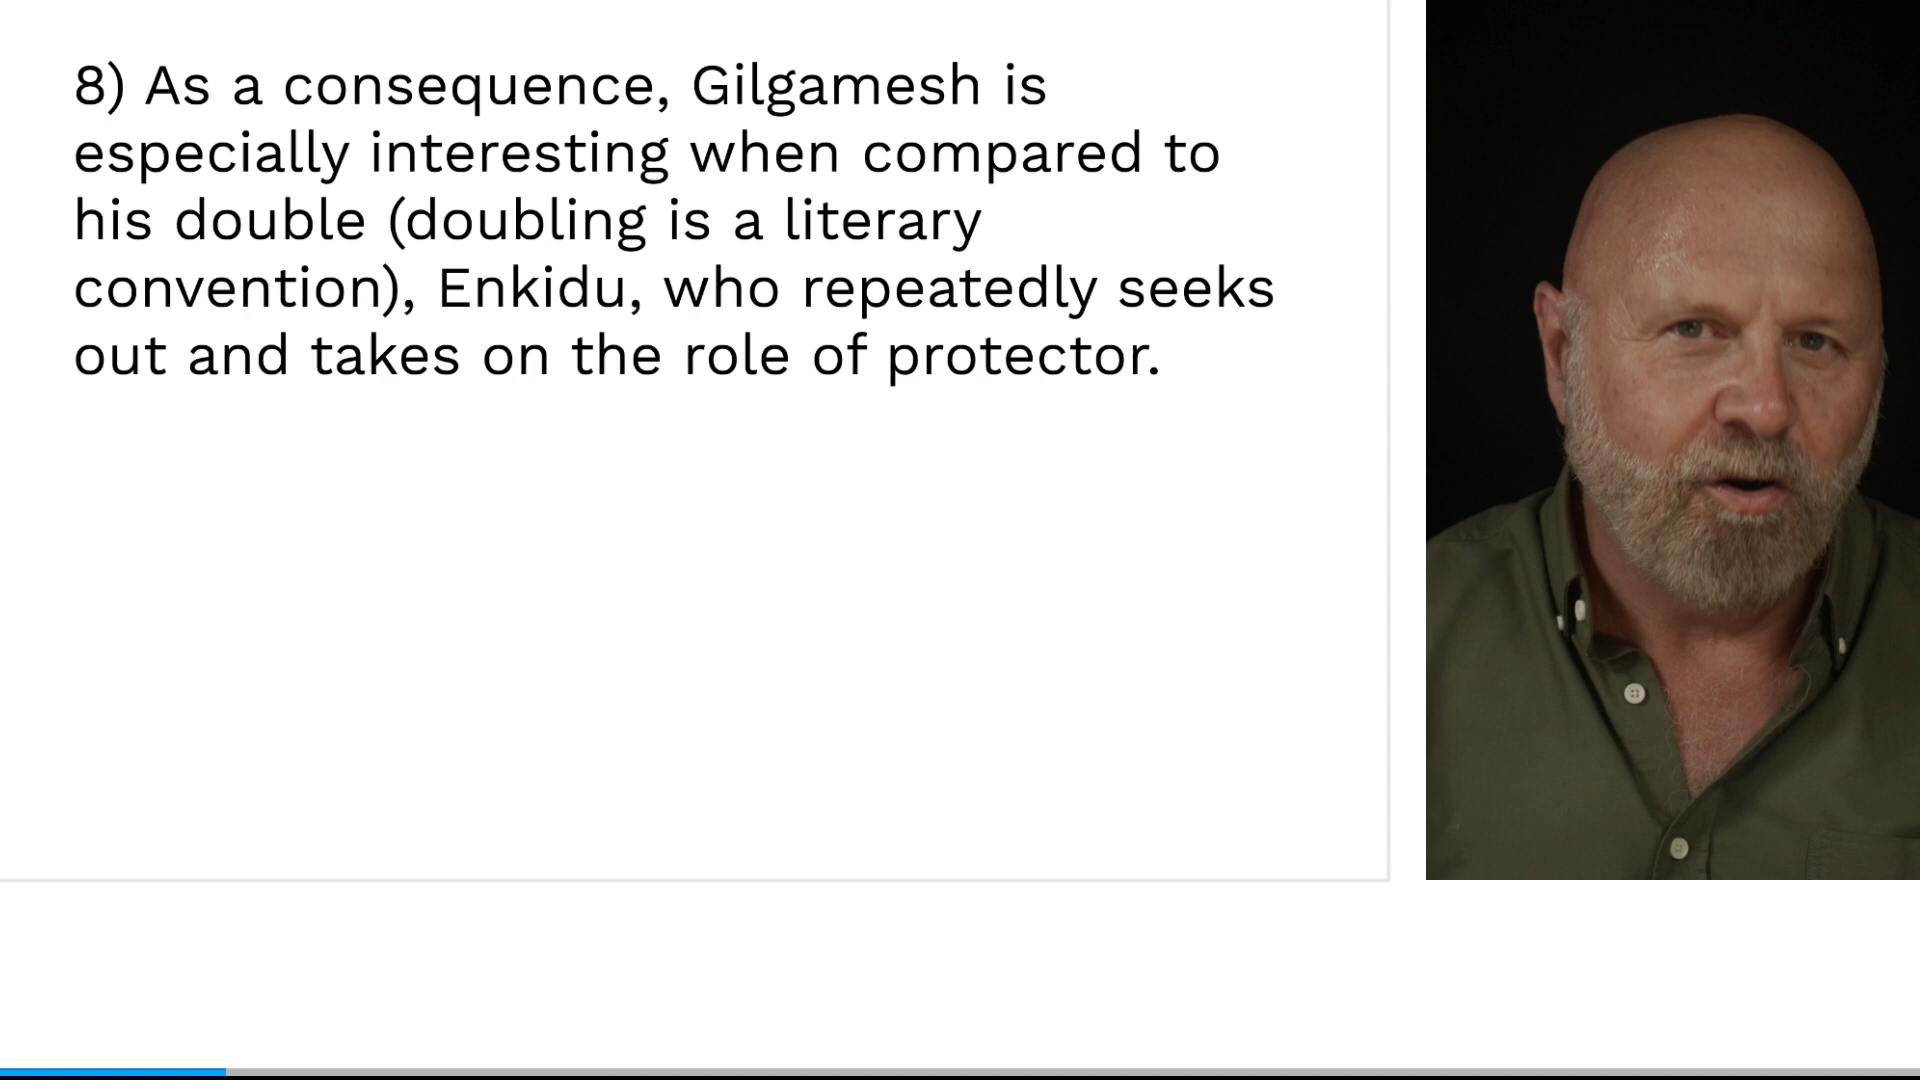 8) As a consequence, Gilgamesh is
especially interesting when compared to
his double (doubling is a literary
convention), Enkidu, who repeatedly seeks
out and takes on the role of protector.